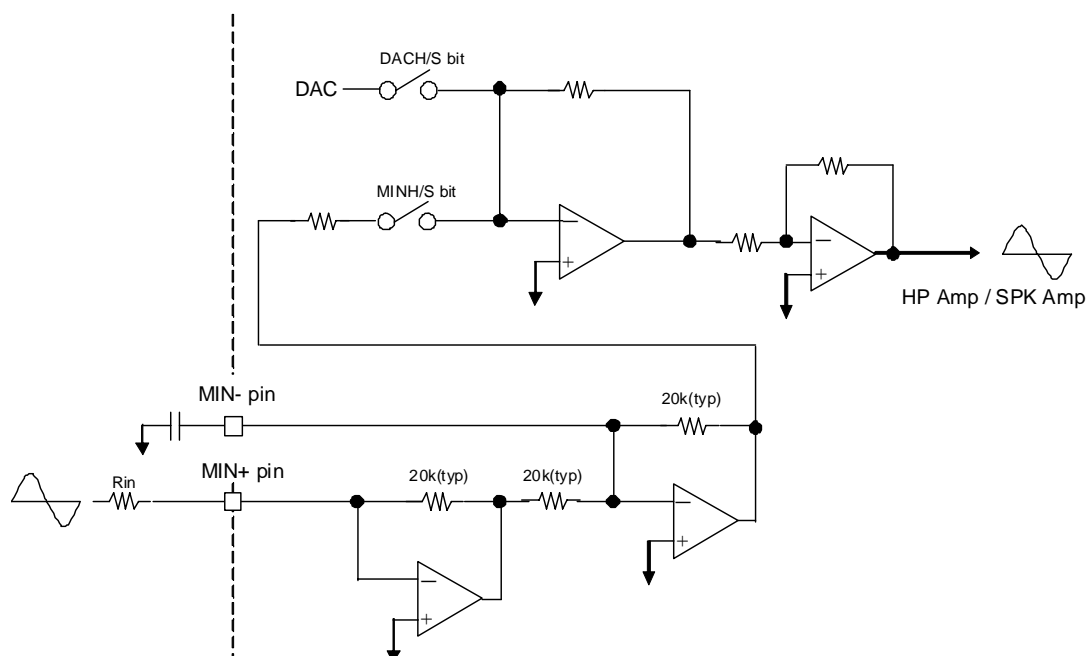 DACH/S bit
DAC
MINH/S bit
−
+
−
+
HP Amp / SPK Amp
MIN- pin
20k(typ)
MIN+ pin
Rin
20k(typ)
20k(typ)
−
+
−
+